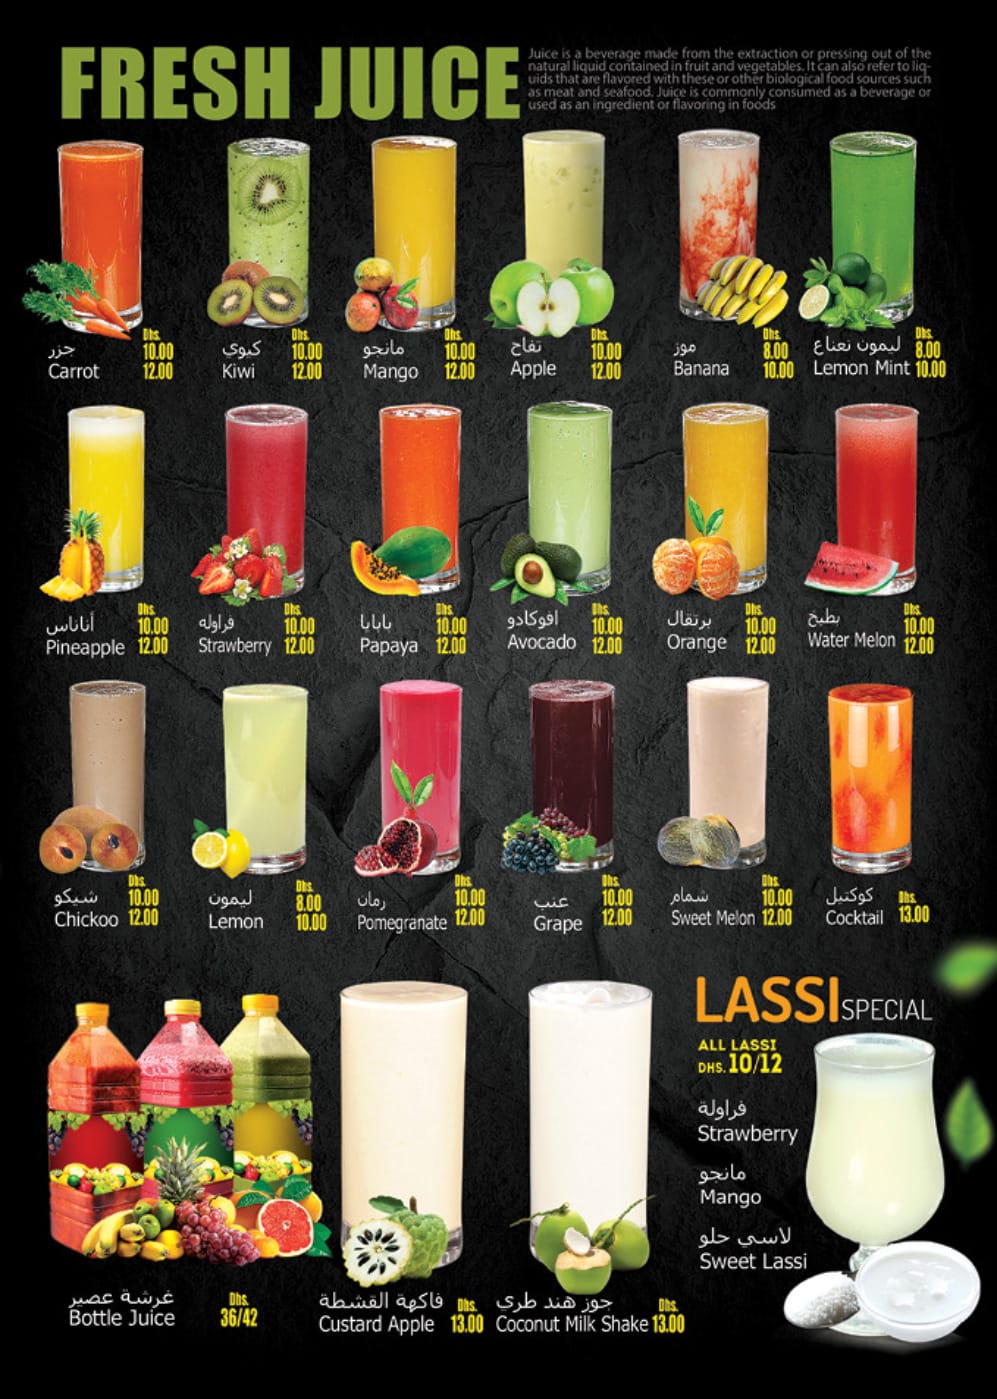 FRESH JUICE
Juice is a beverage made from the extraction or pressing out of the
natural liquid contained in fruit and vegetables. It can also refer to liq-
uids that are flavored with these or other biological food sources such
as meat and seafood. Juice is commonly consumed as a beverage or
used as an ingredient or flavoring in foods
جزر
Carrot
Dhs.
10.00
12.00
كيوي
Kiwi
Dhs.
10.00
12.00
مانجو
Mango
Dhs.
10.00
12.00
تفاح
Apple
Dhs.
10.00
12.00
موز
Banana
Dhs.
8.00
10.00
ليمون نعناع
Lemon Mint
Dhs.
8.00
10.00
أناناس
Pineapple
Dhs.
10.00
12.00
فراوله
Strawberry
Dhs.
10.00
12.00
بابايا
Papaya
Dhs.
10.00
12.00
افوكادو
Avocado
Dhs.
10.00
12.00
برتقال
Orange
Dhs.
10.00
12.00
بطيخ
Water Melon
Dhs.
10.00
12.00
شيكو
Chickoo
Dhs.
10.00
12.00
ليمون
Lemon
Dhs.
8.00
10.00
رمان
Pomegranate
Dhs.
10.00
12.00
عنب
Grape
Dhs.
10.00
12.00
شمام
Sweet Melon
Dhs.
10.00
12.00
كوكتيل
Cocktail
Dhs.
13.00
غرشة عصير
Bottle Juice
Dhs.
36/42
فاكهة القشطة
Custard Apple
Dhs.
13.00
جوز هند طري
Coconut Milk Shake
Dhs.
13.00
LASSI SPECIAL
ALL LASSI
DHS. 10/12
فراولة
Strawberry
مانجو
Mango
لاسي حلو
Sweet Lassi